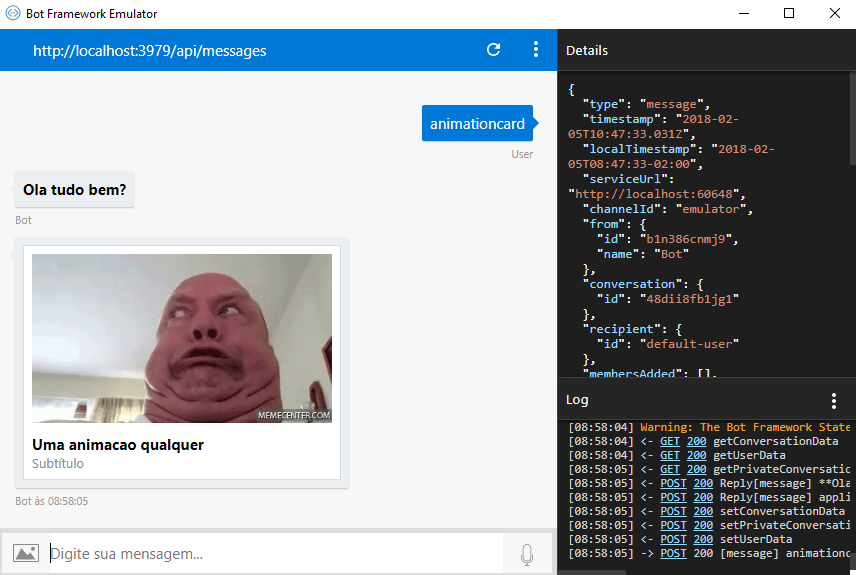 Bot Framework Emulator
http://localhost:3979/api/messages
animationcard
User
Ola tudo bem?
Bot
MEMECENTER.COM
Uma animacao qualquer
Subtítulo
Bot às 08:58:05
Digite sua mensagem...
Details
{
"type": "message",
"timestamp": "2018-02-
05T10:47:33.031Z",
"localTimestamp": "2018-02-
05T08:47:33-02:00",
"serviceUrl":
"http://localhost:60648",
"channelId": "emulator",
"from": {
"id": "b1n386cnmj9",
"name": "Bot"
},
"conversation": {
"id": "48dii8fb1jg1"
},
"recipient": {
"id": "default-user"
},
"membersAdded": [],
Log
[08:58:04] Warning: The Bot Framework State
[08:58:04] <- GET 200 getConversationData
[08:58:05] <- GET 200 getUserData
[08:58:05] <- GET 200 getPrivateConversatio
[08:58:05] <- POST 200 Reply[message] **Ola
[08:58:05] <- POST 200 Reply[message] appli
[08:58:05] <- POST 200 setConversationData
[08:58:05] <- POST 200 setPrivateConversati
[08:58:05] <- POST 200 setUserData
[08:58:05] -> POST 200 [message] animationc